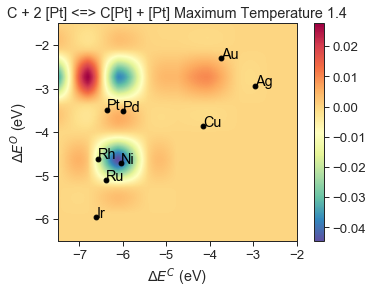 C + 2 [Pt] <=> C[Pt] + [Pt] Maximum Temperature 1.4
ΔE^O (eV)
−2
−3
−4
−5
−6
Au
Ag
Pt
Pd
Cu
Rh
Ni
Ru
Ir
−7
−6
−5
−4
−3
−2
ΔE^C (eV)
0.02
0.01
0.00
−0.01
−0.02
−0.03
−0.04